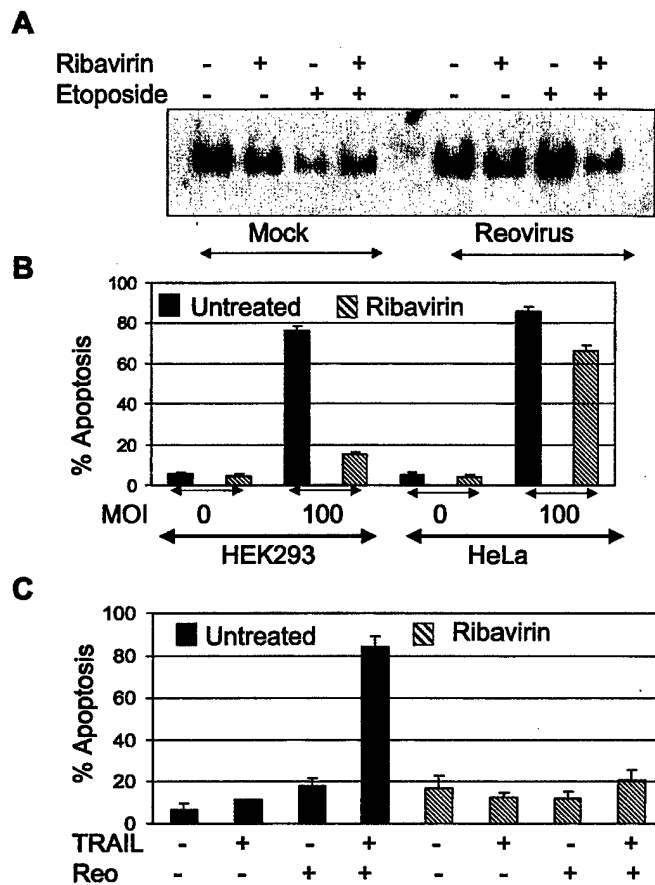 A
Ribavirin - + - + - + - +
Etoposide - - + + - - + +
Mock Reovirus
B
100
Untreated Ribavirin
80
60
40
20
0
% Apoptosis
MOI 0 100 0 100
HEK293 HeLa
C
100
Untreated Ribavirin
80
60
40
20
0
% Apoptosis
TRAIL - + - + - + - +
Reo - - + + - - + +